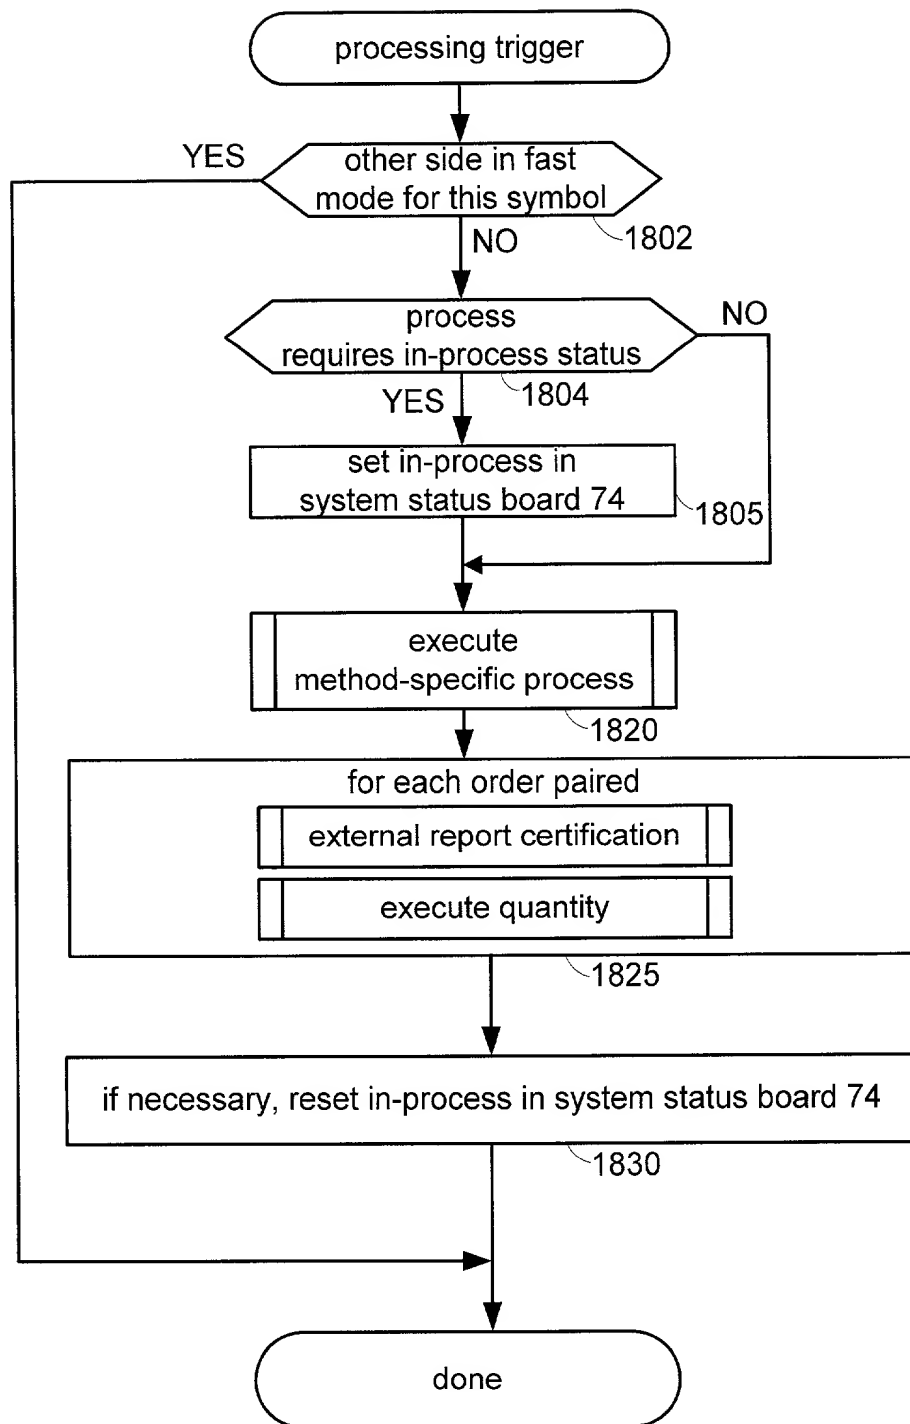 processing trigger
YES
other side in fast
mode for this symbol
1802
NO
process
requires in-process status
NO
1804
YES
set in-process in
system status board 74
1805
execute
method-specific process
1820
for each order paired
external report certification
execute quantity
1825
if necessary, reset in-process in system status board 74
1830
done